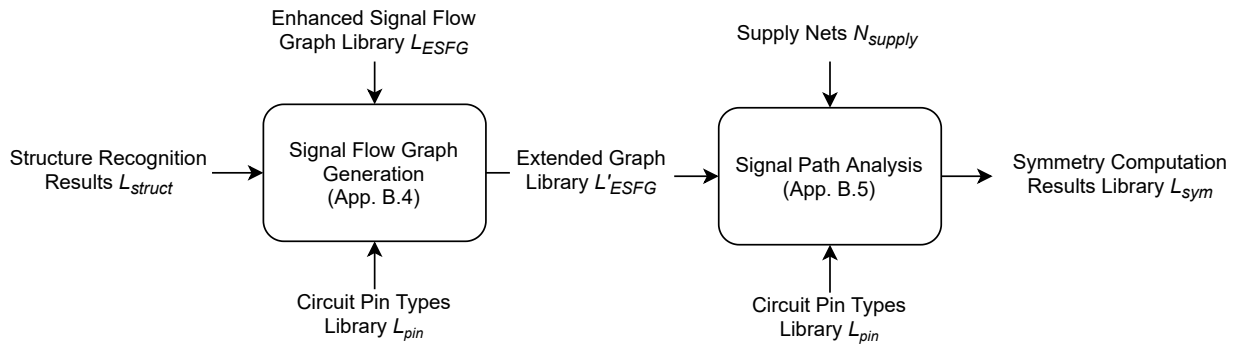 Enhanced Signal Flow
Graph Library L_ESFG
Supply Nets N_supply
Structure Recognition
Results L_struct
Signal Flow Graph
Generation
(App. B.4)
Extended Graph
Library L'_ESFG
Signal Path Analysis
(App. B.5)
Symmetry Computation
Results Library L_sym
Circuit Pin Types
Library L_pin
Circuit Pin Types
Library L_pin